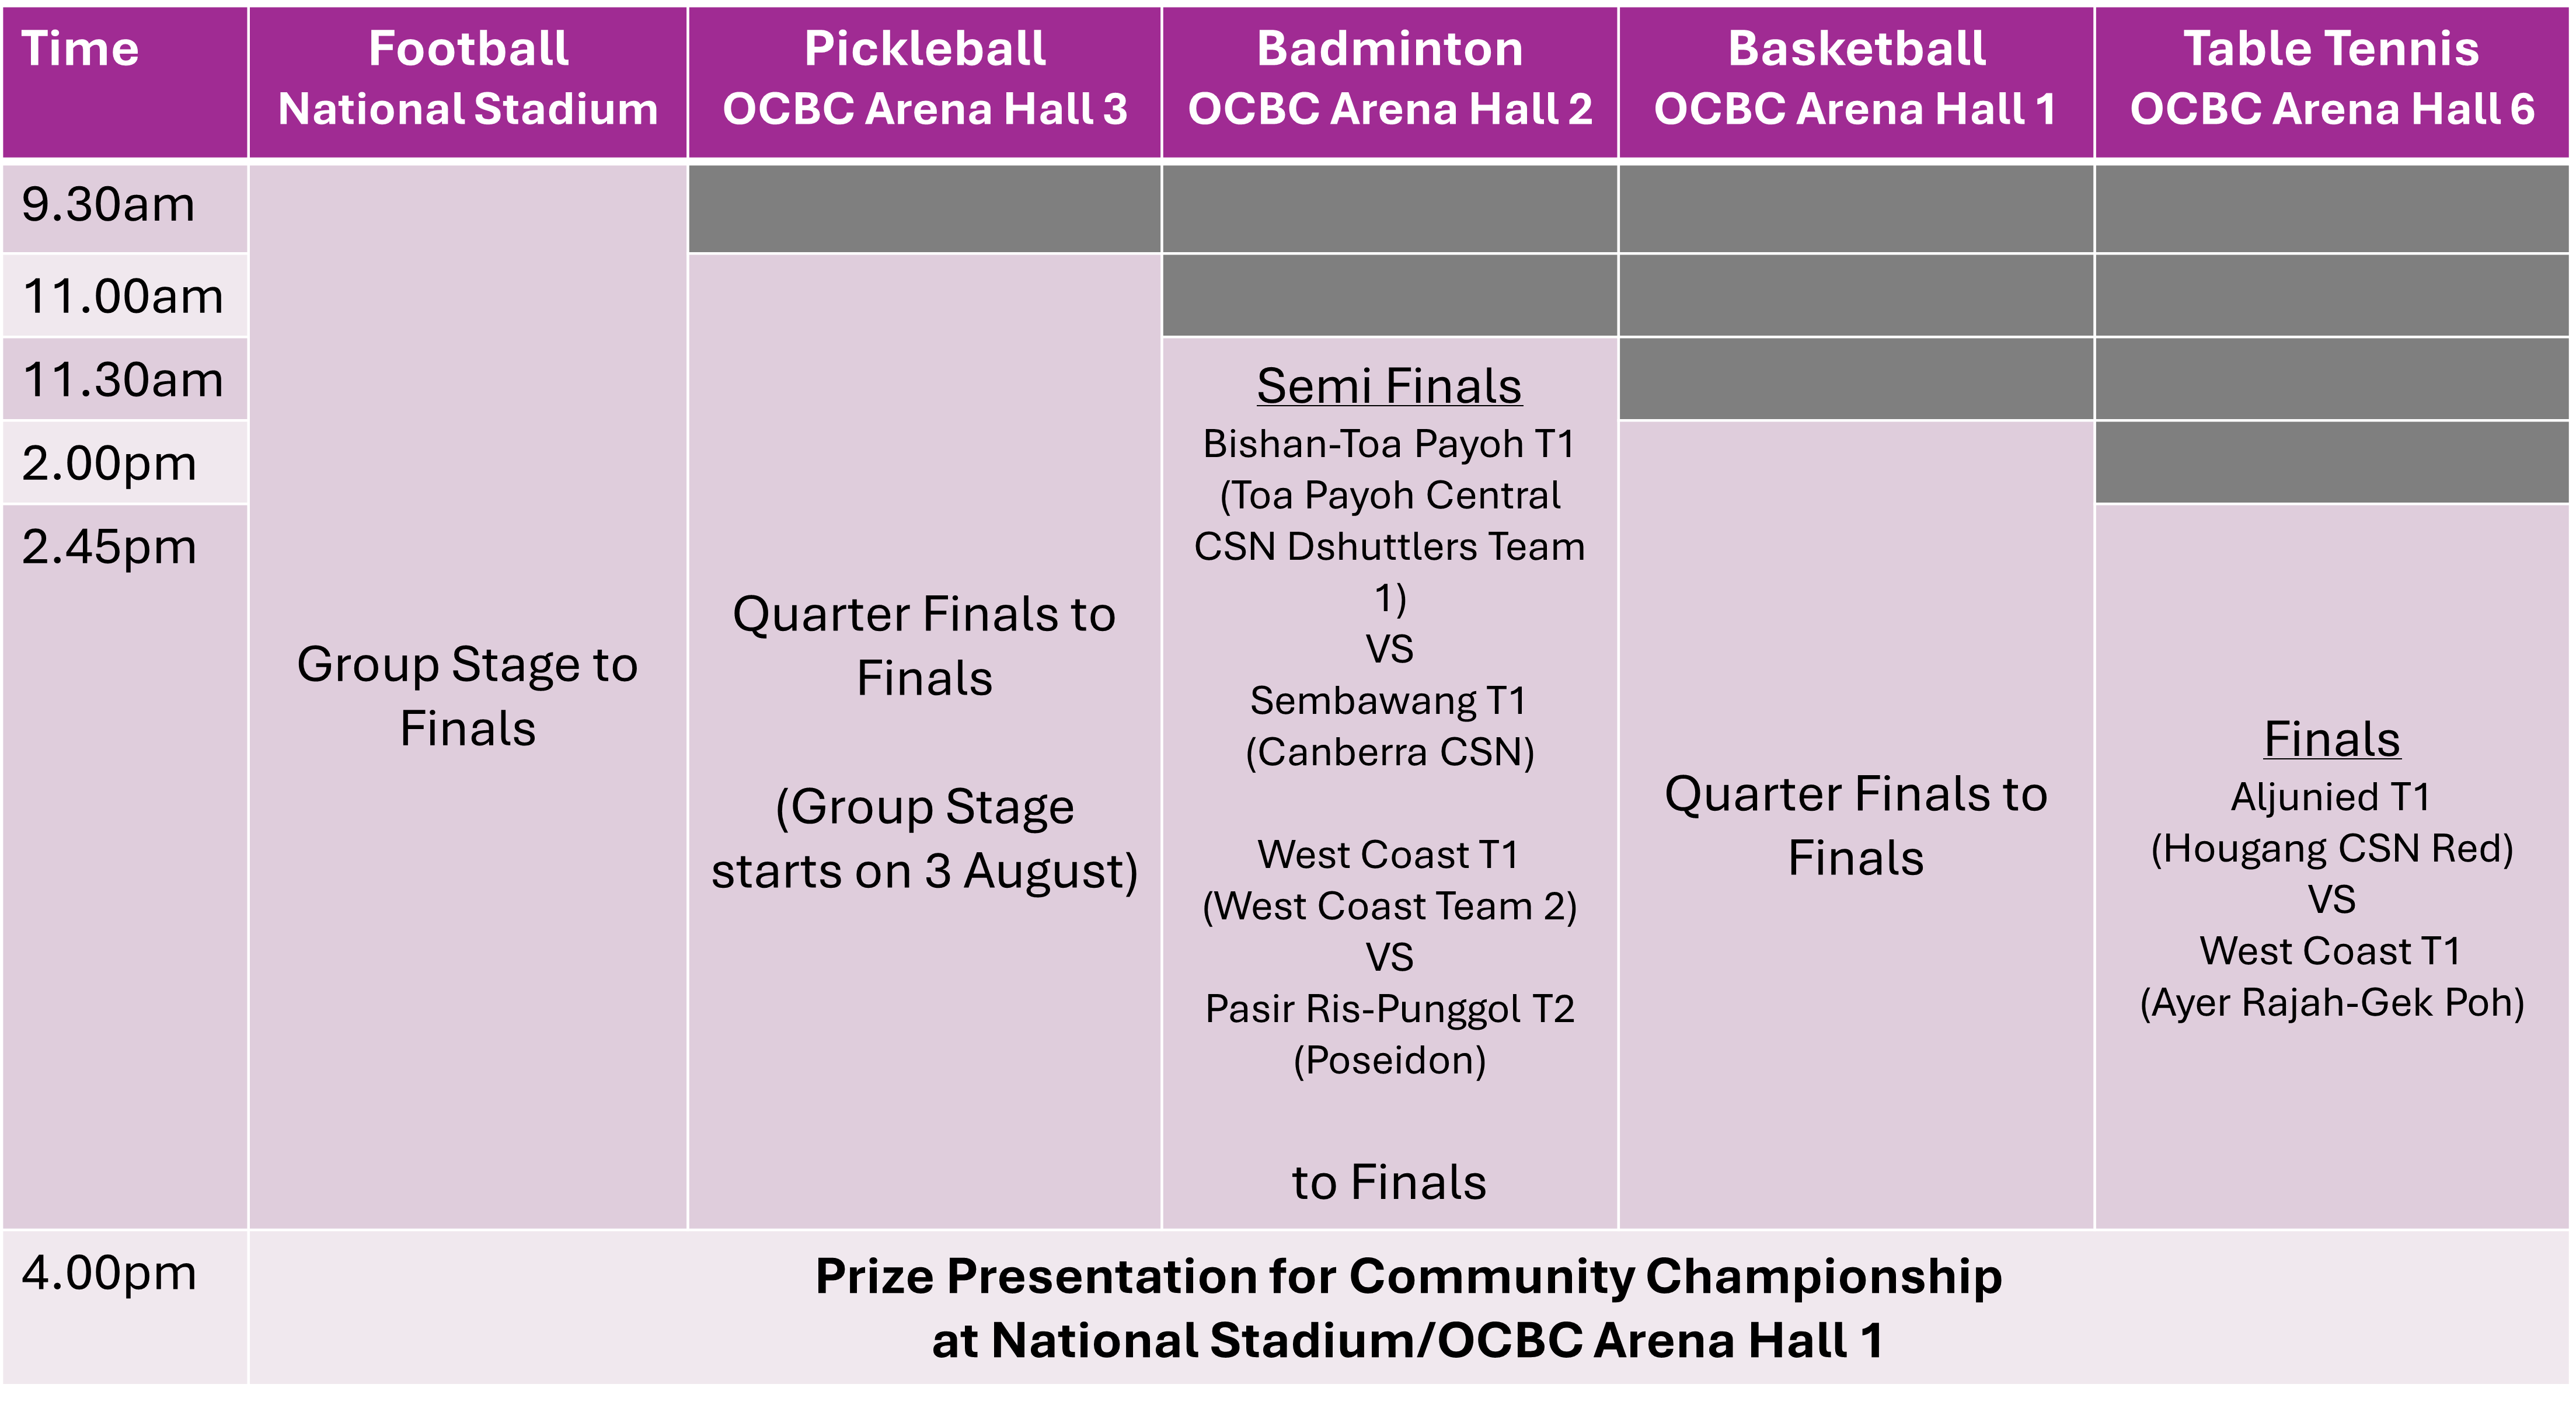 Time
Football
National Stadium
Pickleball
OCBC Arena Hall 3
Badminton
OCBC Arena Hall 2
Basketball
OCBC Arena Hall 1
Table Tennis
OCBC Arena Hall 6
9.30am
11.00am
11.30am
2.00pm
2.45pm
Group Stage to
Finals
Quarter Finals to
Finals
(Group Stage
starts on 3 August)
Semi Finals
Bishan-Toa Payoh T1
(Toa Payoh Central
CSN Dshuttlers Team
1)
VS
Sembawang T1
(Canberra CSN)
West Coast T1
(West Coast Team 2)
VS
Pasir Ris-Punggol T2
(Poseidon)
to Finals
Quarter Finals to
Finals
Finals
Aljunied T1
(Hougang CSN Red)
VS
West Coast T1
(Ayer Rajah-Gek Poh)
4.00pm
Prize Presentation for Community Championship
at National Stadium/OCBC Arena Hall 1